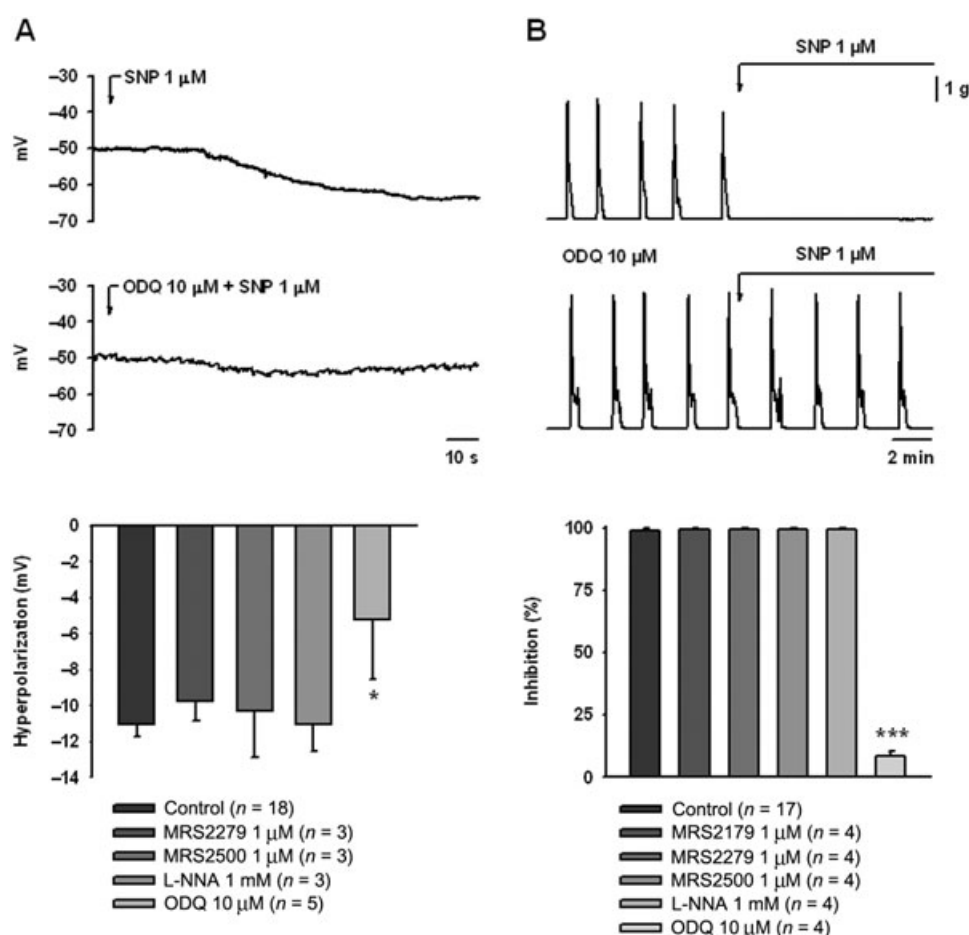 A
SNP 1 µM
–30
–40
–50
–60
–70
mV
ODQ 10 µM + SNP 1 µM
–30
–40
–50
–60
–70
mV
10 s
B
SNP 1 µM
1 g
ODQ 10 µM
SNP 1 µM
2 min
Hyperpolarization (mV)
0
–2
–4
–6
–8
–10
–12
–14
*
Control (n = 18)
MRS2279 1 µM (n = 3)
MRS2500 1 µM (n = 3)
L-NNA 1 mM (n = 3)
ODQ 10 µM (n = 5)
Inhibition (%)
100
75
50
25
0
***
Control (n = 17)
MRS2179 1 µM (n = 4)
MRS2279 1 µM (n = 4)
MRS2500 1 µM (n = 4)
L-NNA 1 mM (n = 4)
ODQ 10 µM (n = 4)